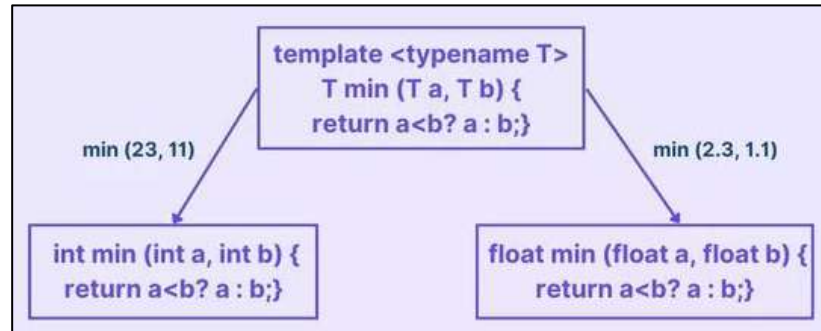 template <typename T>
T min (T a, T b) {
return a<b? a : b;}
min (23, 11)
min (2.3, 1.1)
int min (int a, int b) {
return a<b? a : b;}
float min (float a, float b) {
return a<b? a : b;}